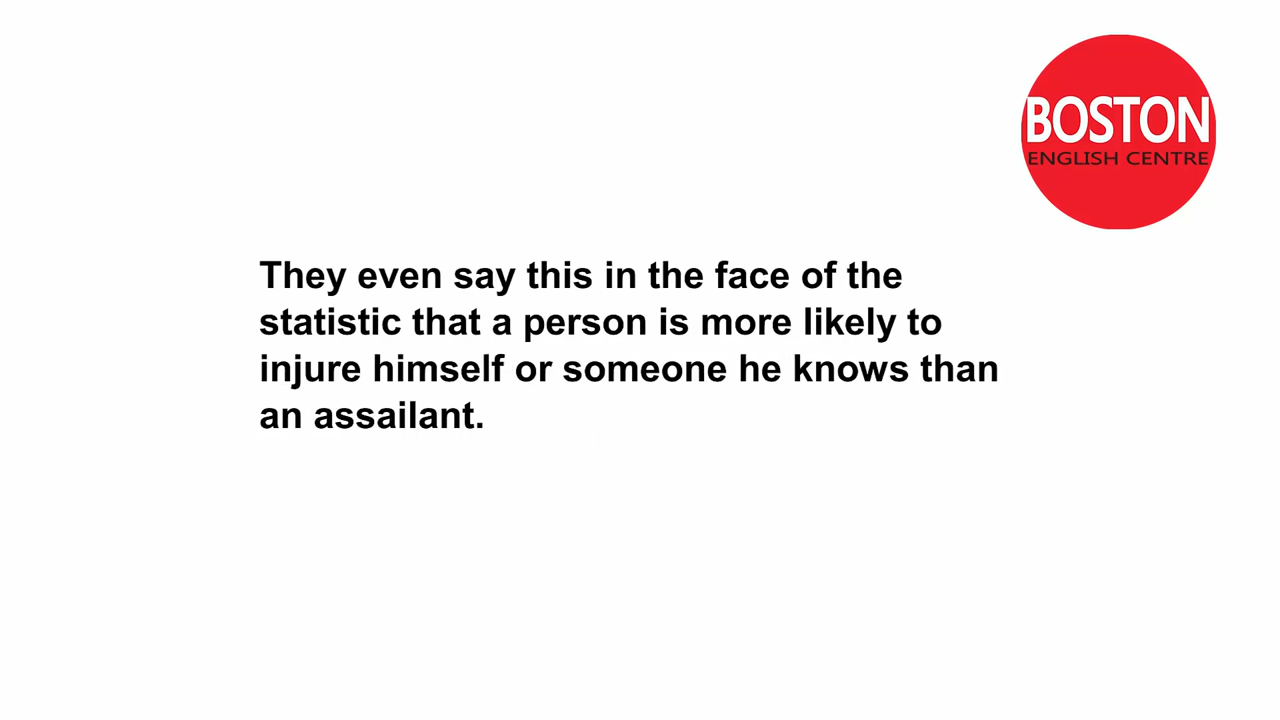 BOSTON
ENGLISH CENTRE
They even say this in the face of the
statistic that a person is more likely to
injure himself or someone he knows than
an assailant.